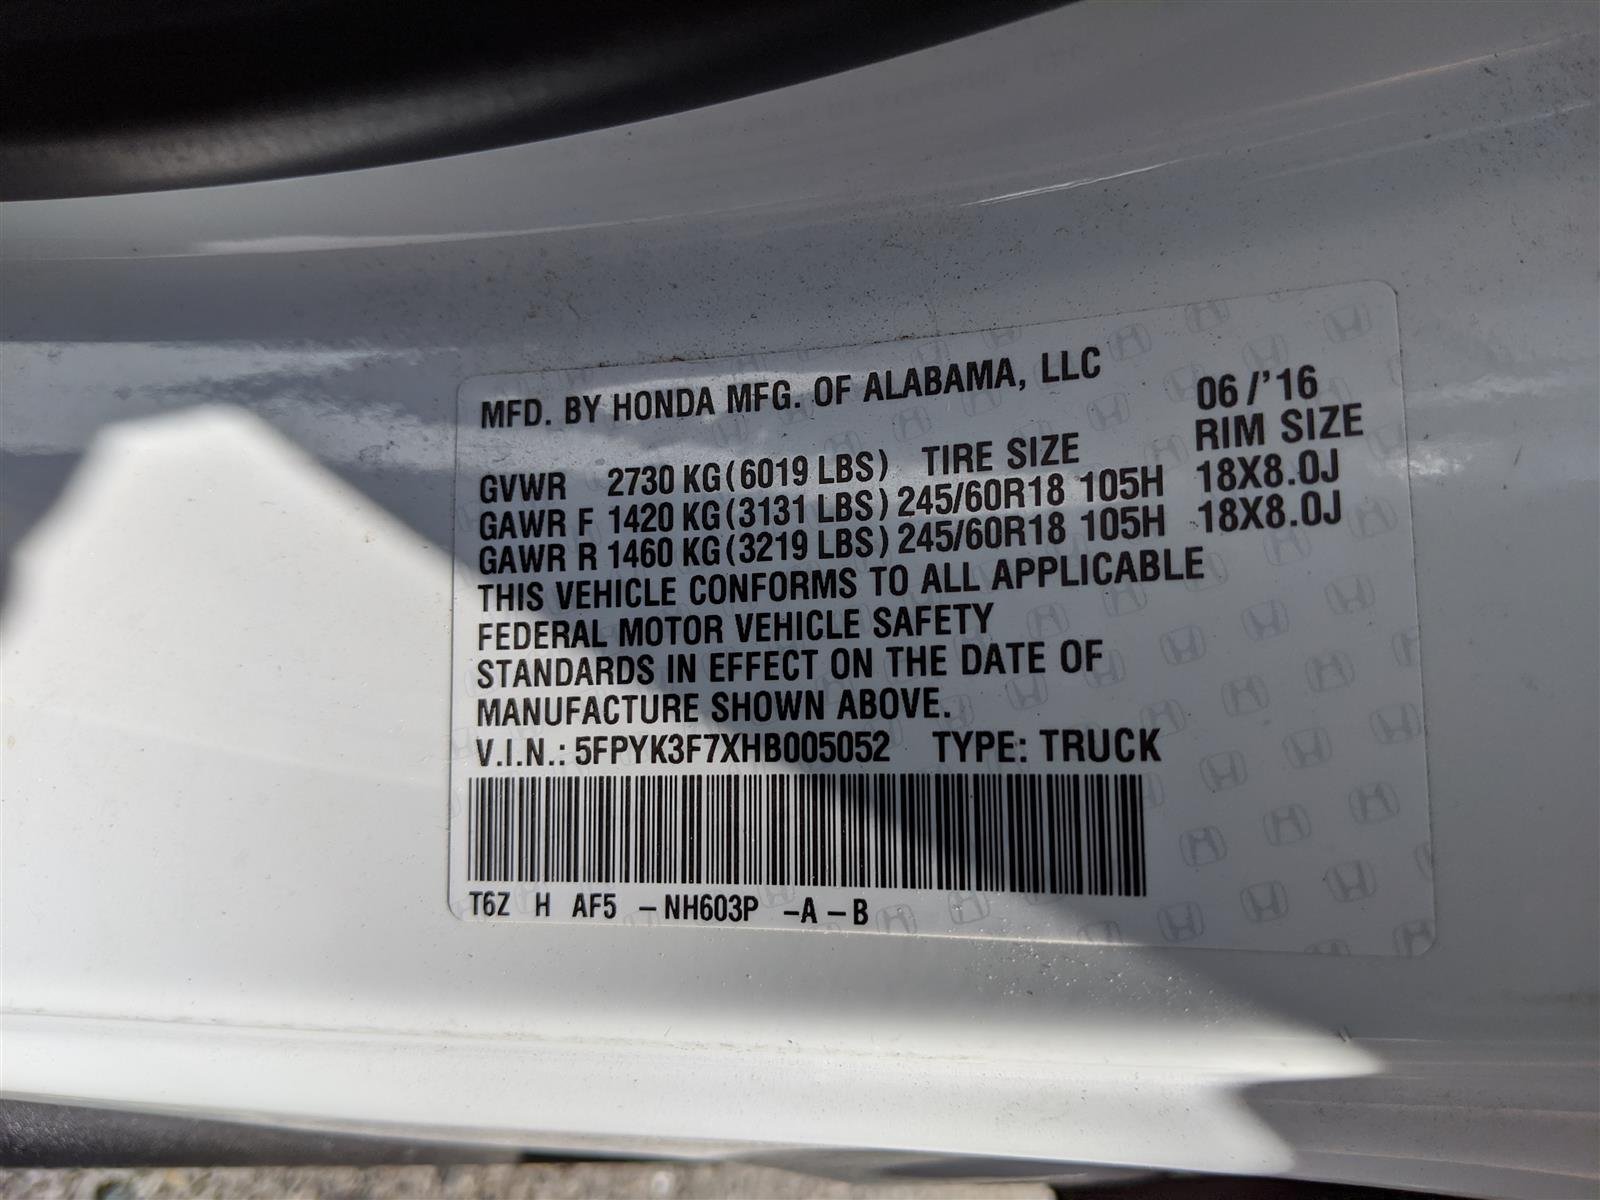 MFD. BY HONDA MFG. OF ALABAMA, LLC 06/'16
TIRE SIZE RIM SIZE
GVWR 2730 KG (6019 LBS)
GAWR F 1420 KG (3131 LBS) 245/60R18 105H 18X8.0J
GAWR R 1460 KG (3219 LBS) 245/60R18 105H 18X8.0J
THIS VEHICLE CONFORMS TO ALL APPLICABLE
FEDERAL MOTOR VEHICLE SAFETY
STANDARDS IN EFFECT ON THE DATE OF
MANUFACTURE SHOWN ABOVE.
V.I.N.: 5FPYK3F7XHB005052 TYPE: TRUCK
T6Z H AF5 -NH603P -A -B